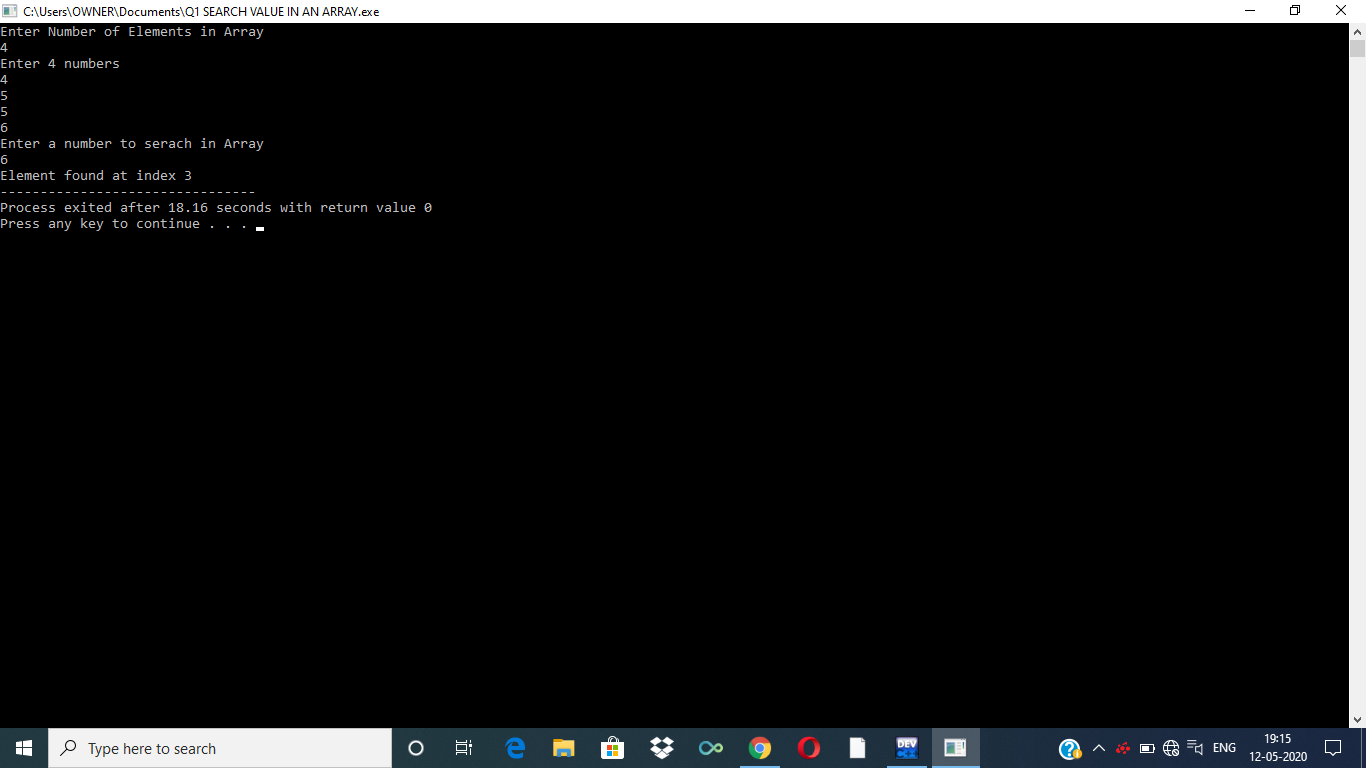 C:\Users\OWNER\Documents\Q1 SEARCH VALUE IN AN ARRAY.exe
Enter Number of Elements in Array
4
Enter 4 numbers
4
5
5
6
Enter a number to serach in Array
6
Element found at index 3
--------------------------------
Process exited after 18.16 seconds with return value 0
Press any key to continue . . .
Type here to search
DEV
ENG
19:15
12-05-2020